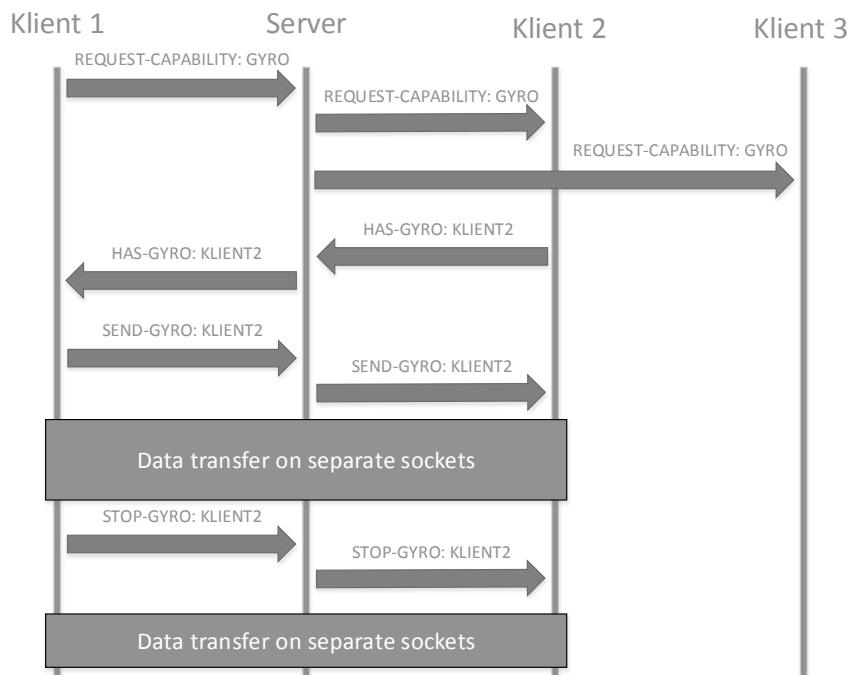 Klient 1
Server
Klient 2
Klient 3
REQUEST-CAPABILITY: GYRO
REQUEST-CAPABILITY: GYRO
REQUEST-CAPABILITY: GYRO
HAS-GYRO: KLIENT2
HAS-GYRO: KLIENT2
SEND-GYRO: KLIENT2
SEND-GYRO: KLIENT2
Data transfer on separate sockets
STOP-GYRO: KLIENT2
STOP-GYRO: KLIENT2
Data transfer on separate sockets